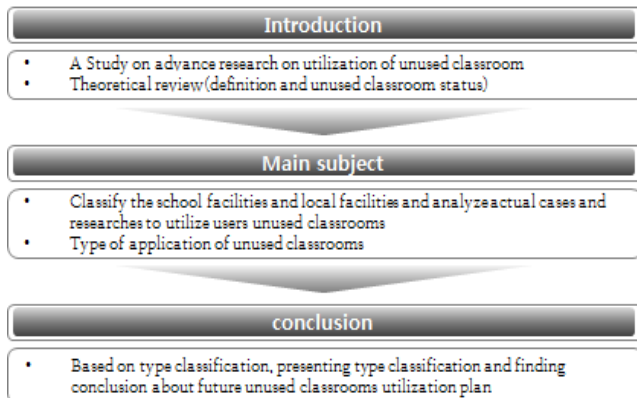 Introduction
• A Study on advance research on utilization of unused classroom
• Theoretical review(definition and unused classroom status)
Main subject
• Classify the school facilities and local facilities and analyze actual cases and
researches to utilize users unused classrooms
• Type of application of unused classrooms
conclusion
• Based on type classification, presenting type classification and finding
conclusion about future unused classrooms utilization plan